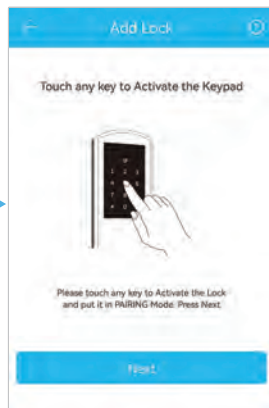 Add Lock
Touch any key to Activate the Keypad
Please touch any key to Activate the Lock
and put it in PAIRING Mode. Press Next
Next